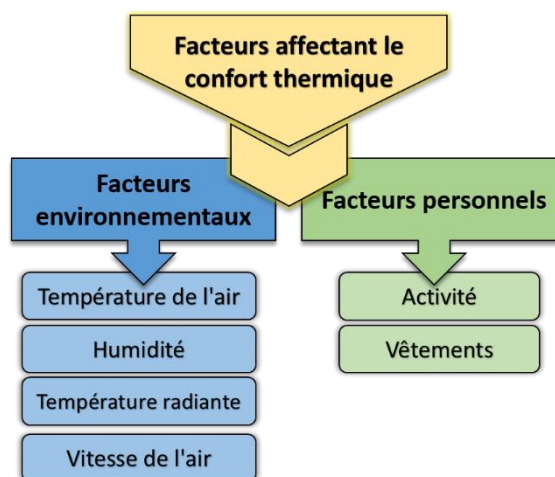 Facteurs affectant le
confort thermique
Facteurs
environnementaux
Température de l'air
Humidité
Température radiante
Vitesse de l'air
Facteurs personnels
Activité
Vêtements